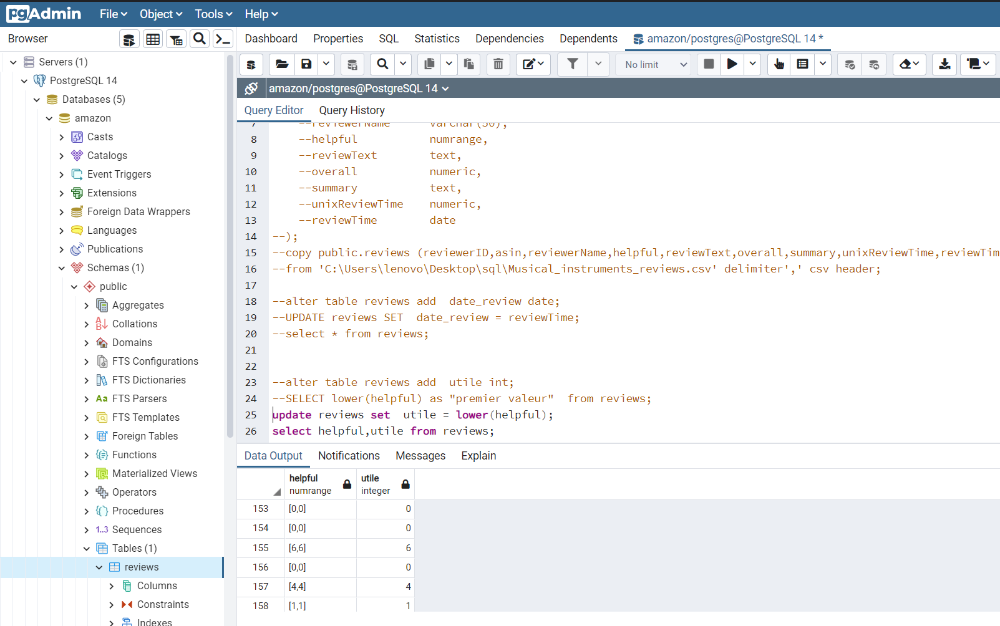 pgAdmin File Object Tools Help
Browser
Dashboard Properties SQL Statistics Dependencies Dependents amazon/postgres@PostgreSQL 14 *
No limit
amazon/postgres@PostgreSQL 14
Query Editor Query History
Servers (1)
PostgreSQL 14
Databases (5)
amazon
Casts
Catalogs
Event Triggers
Extensions
Foreign Data Wrappers
Languages
Publications
Schemas (1)
public
Aggregates
Collations
Domains
FTS Configurations
FTS Dictionaries
Aa FTS Parsers
FTS Templates
Foreign Tables
Functions
Materialized Views
Operators
Procedures
1..3 Sequences
Tables (1)
reviews
Columns
Constraints
Indexes
7 --reviewerName varchar(50),
8 --helpful numrange,
9 --reviewText text,
10 --overall numeric,
11 --summary text,
12 --unixReviewTime numeric,
13 --reviewTime date
14 --);
15 --copy public.reviews (reviewerID,asin,reviewerName,helpful,reviewText,overall,summary,unixReviewTime,reviewTim
16 --from 'C:\Users\lenovo\Desktop\sql\Musical_instruments_reviews.csv' delimiter',' csv header;
17
18 --alter table reviews add date_review date;
19 --UPDATE reviews SET date_review = reviewTime;
20 --select * from reviews;
21
22
23 --alter table reviews add utile int;
24 --SELECT lower(helpful) as "premier valeur" from reviews;
25 update reviews set utile = lower(helpful);
26 select helpful,utile from reviews;
Data Output Notifications Messages Explain
helpful utile
numrange integer
153 [0,0] 0
154 [0,0] 0
155 [6,6] 6
156 [0,0] 0
157 [4,4] 4
158 [1,1] 1